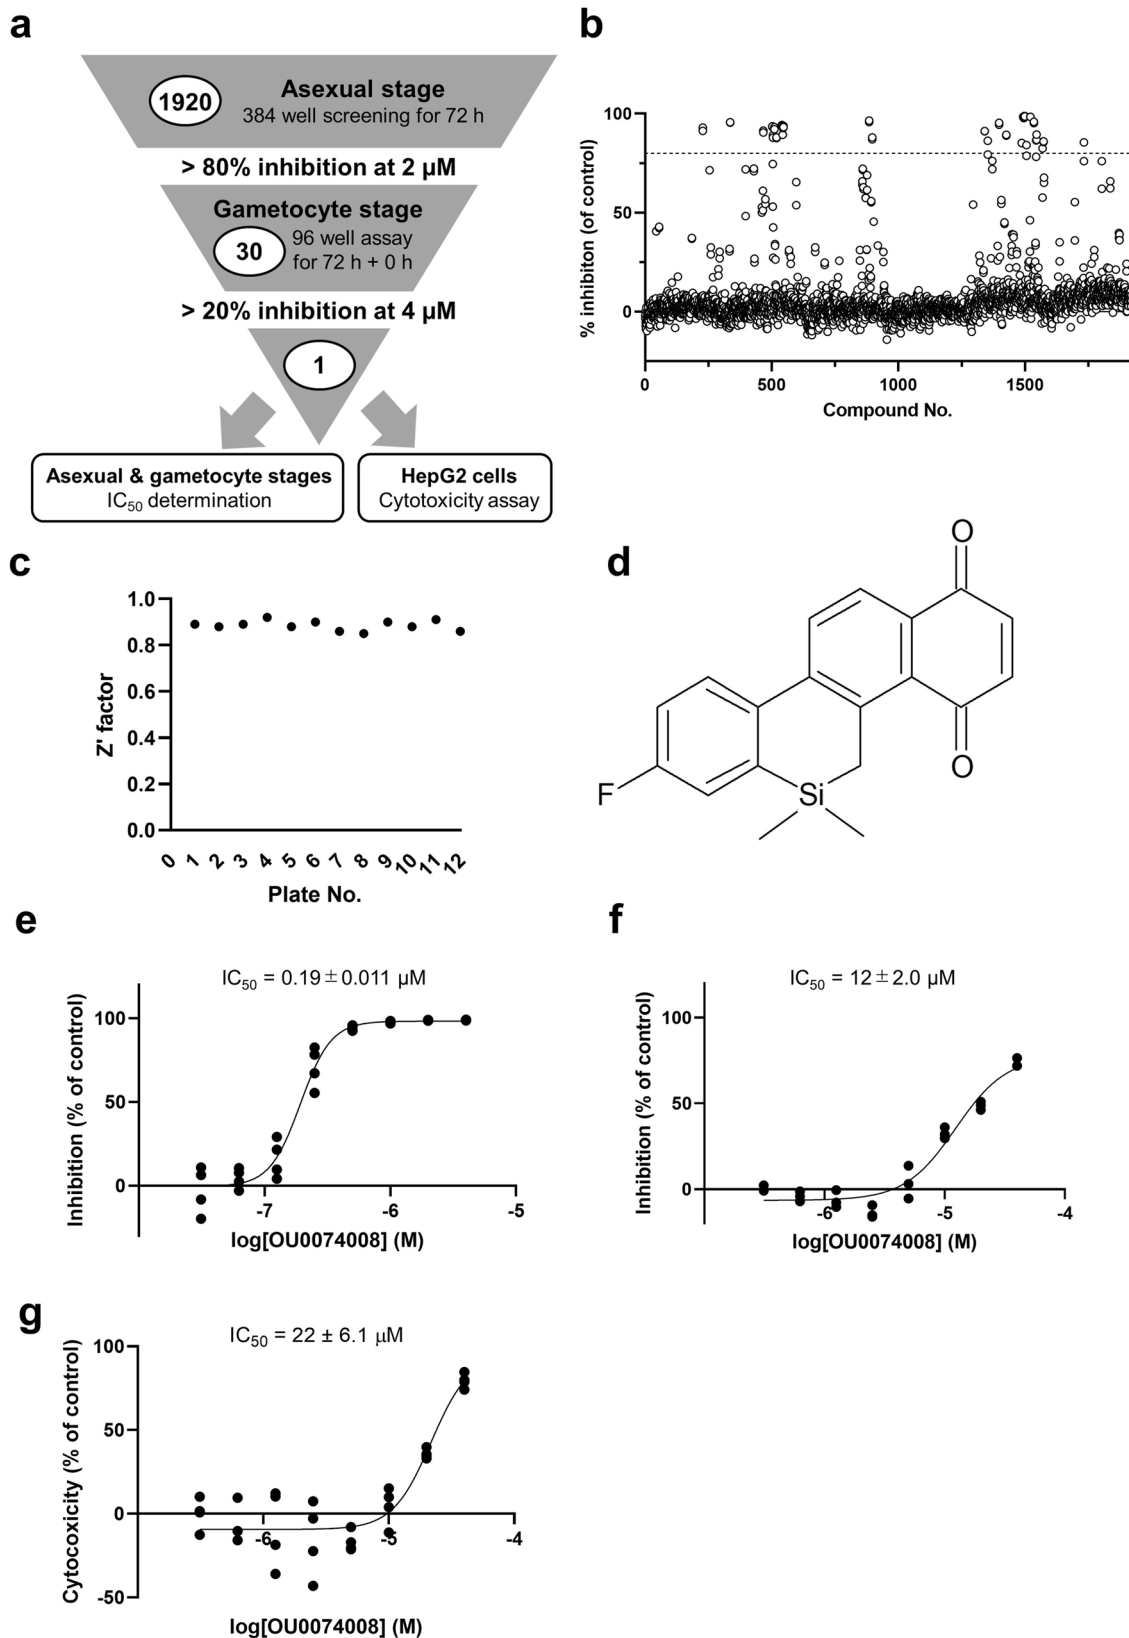 a
1920
Asexual stage
384 well screening for 72 h
> 80% inhibition at 2 µM
Gametocyte stage
30
96 well assay
for 72 h + 0 h
> 20% inhibition at 4 µM
1
Asexual & gametocyte stages
IC50 determination
HepG2 cells
Cytotoxicity assay
b
% inhibiton (of control)
100
50
0
0 500 1000 1500
Compound No.
c
Z' factor
1.0
0.8
0.6
0.4
0.2
0.0
0 1 2 3 4 5 6 7 8 9 10 11 12
Plate No.
d
O
O
F
Si
e
IC50 = 0.19 ± 0.011 µM
Inhibition (% of control)
100
50
0
-7 -6 -5
log[OU0074008] (M)
f
IC50 = 12 ± 2.0 µM
Inhibition (% of control)
100
50
0
-6 -5 -4
log[OU0074008] (M)
g
IC50 = 22 ± 6.1 µM
Cytocoxicity (% of control)
100
50
0
-50
-6 -5 -4
log[OU0074008] (M)